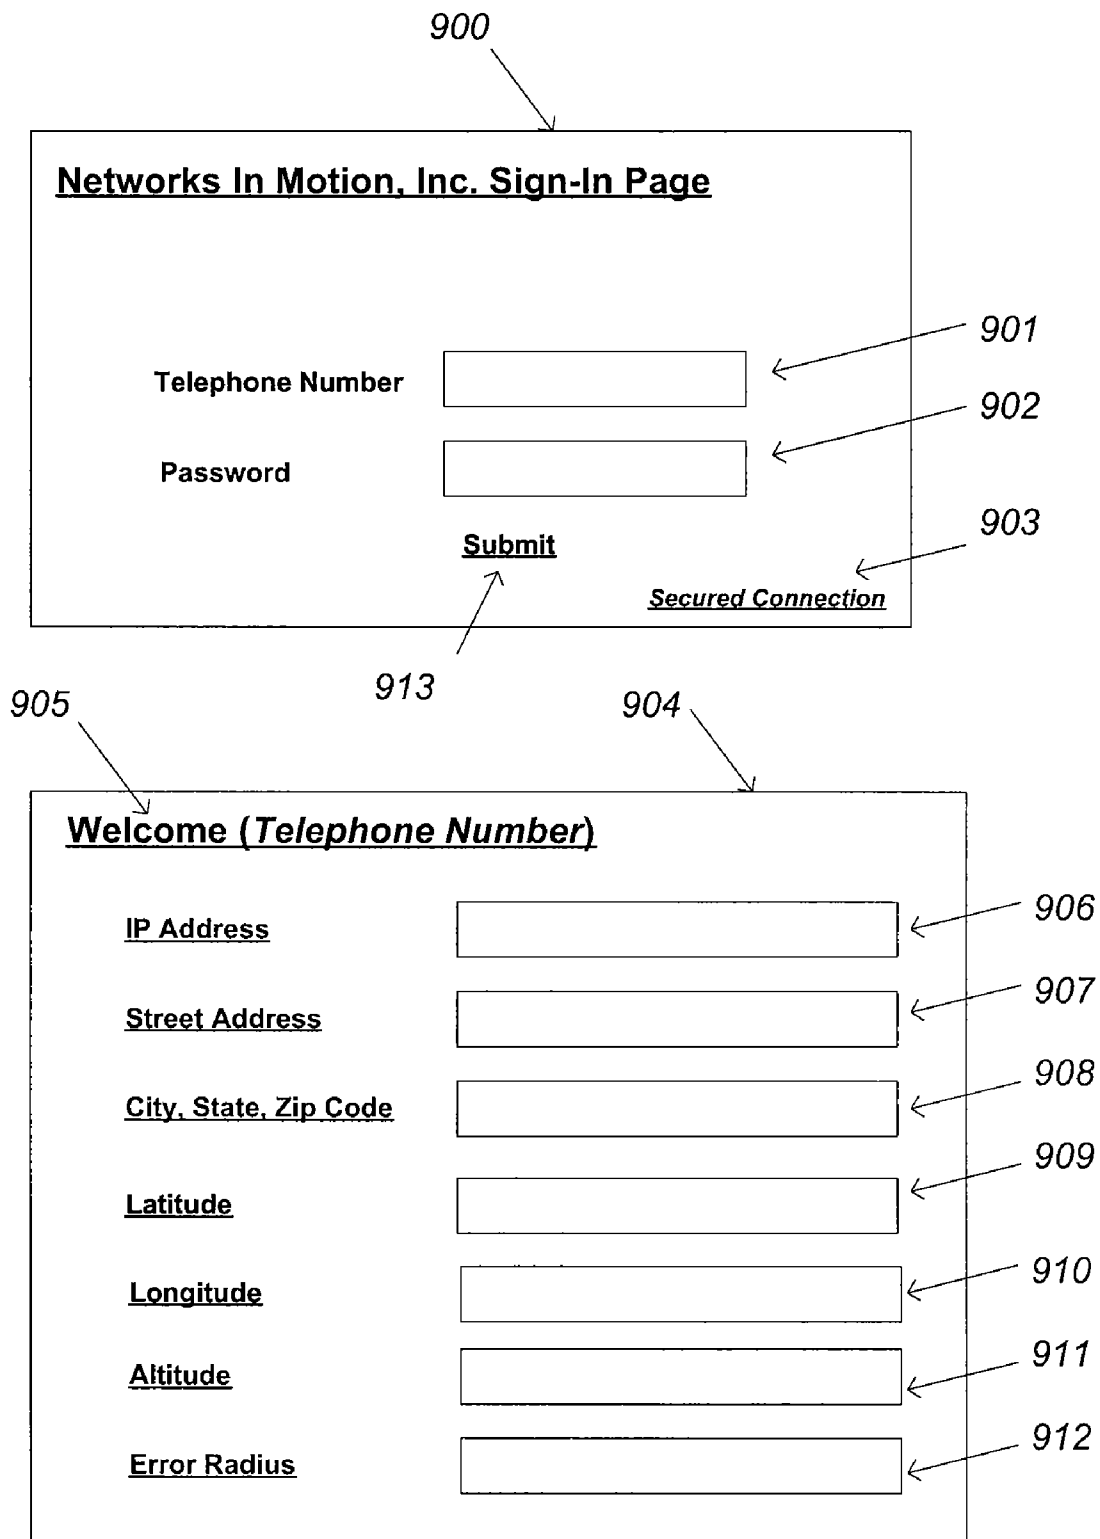 900
Networks In Motion, Inc. Sign-In Page
901
Telephone Number
902
Password
903
Submit
Secured Connection
913
905
904
Welcome (Telephone Number)
IP Address
906
Street Address
907
City, State, Zip Code
908
Latitude
909
Longitude
910
Altitude
911
Error Radius
912